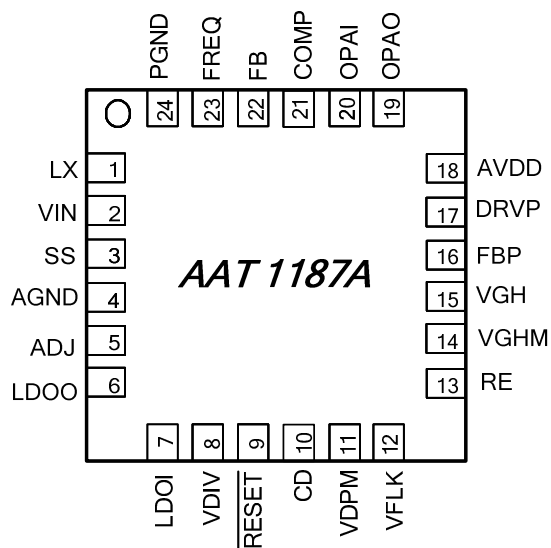 PGND FREQ FB COMP OPAI OPAO
24 23 22 21 20 19
LX 1 18 AVDD
VIN 2 17 DRVP
SS 3 16 FBP
AAT 1187A
AGND 4 15 VGH
ADJ 5 14 VGHM
LDOO 6 13 RE
7 8 9 10 11 12
LDOI VDIV RESET CD VDPM VFLK